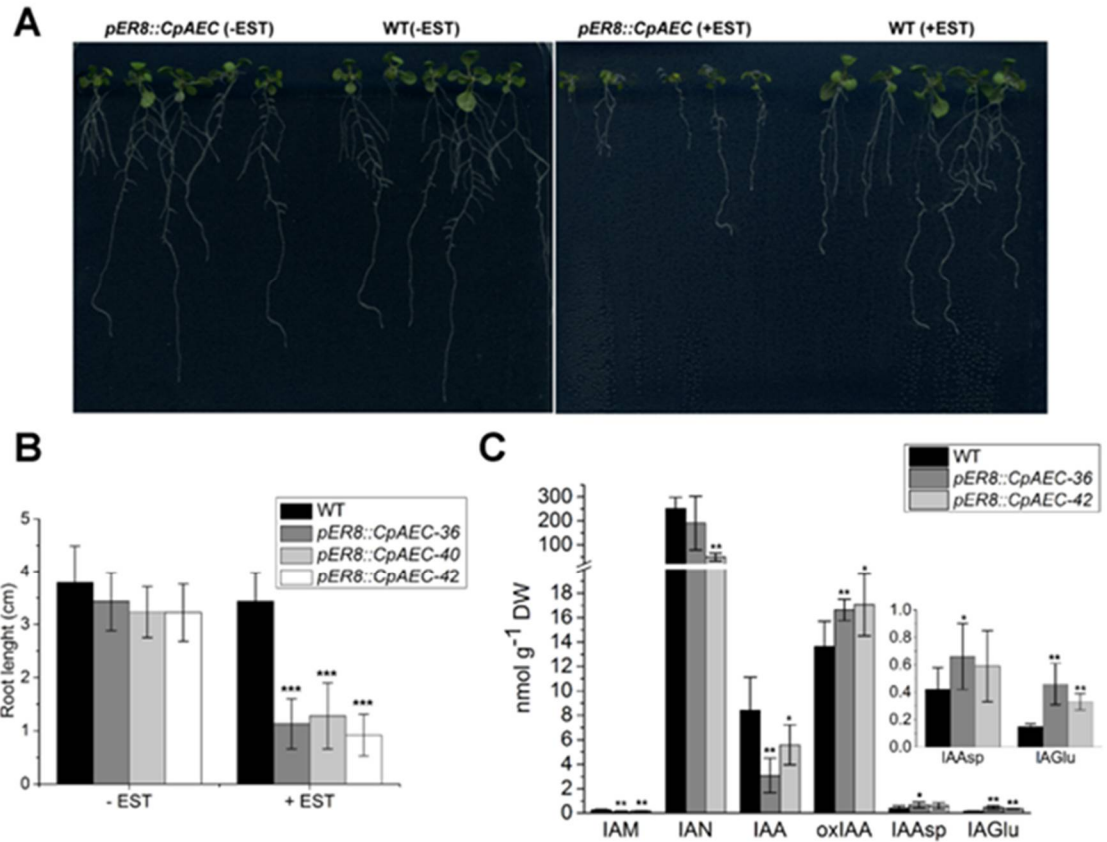 A
pER8::CpAEC (-EST) WT(-EST) pER8::CpAEC (+EST) WT (+EST)
B
WT
pER8::CpAEC-36
pER8::CpAEC-40
pER8::CpAEC-42
Root lenght (cm)
5
4
3
2
1
0
*** *** ***
- EST + EST
C
WT
pER8::CpAEC-36
pER8::CpAEC-42
nmol g-1 DW
300
200
100
18
16
14
12
10
8
6
4
2
0
** ** ** ** * ** * * ** **
IAM IAN IAA oxIAA IAAsp IAGlu
1.0
0.8
0.6
0.4
0.2
0.0
* ** **
IAAsp IAGlu